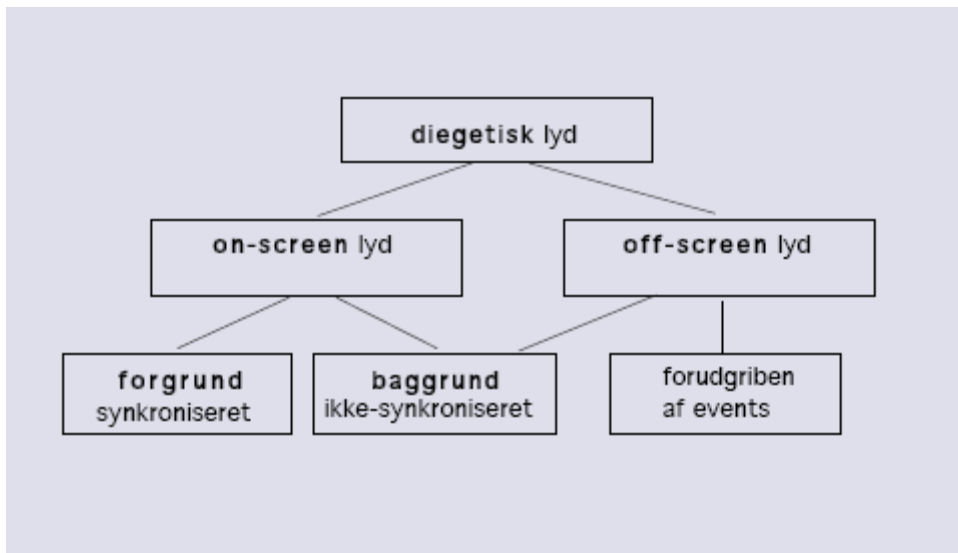 diegetisk lyd
on-screen lyd
off-screen lyd
forgrund
synkroniseret
baggrund
ikke-synkroniseret
forudgriben
af events